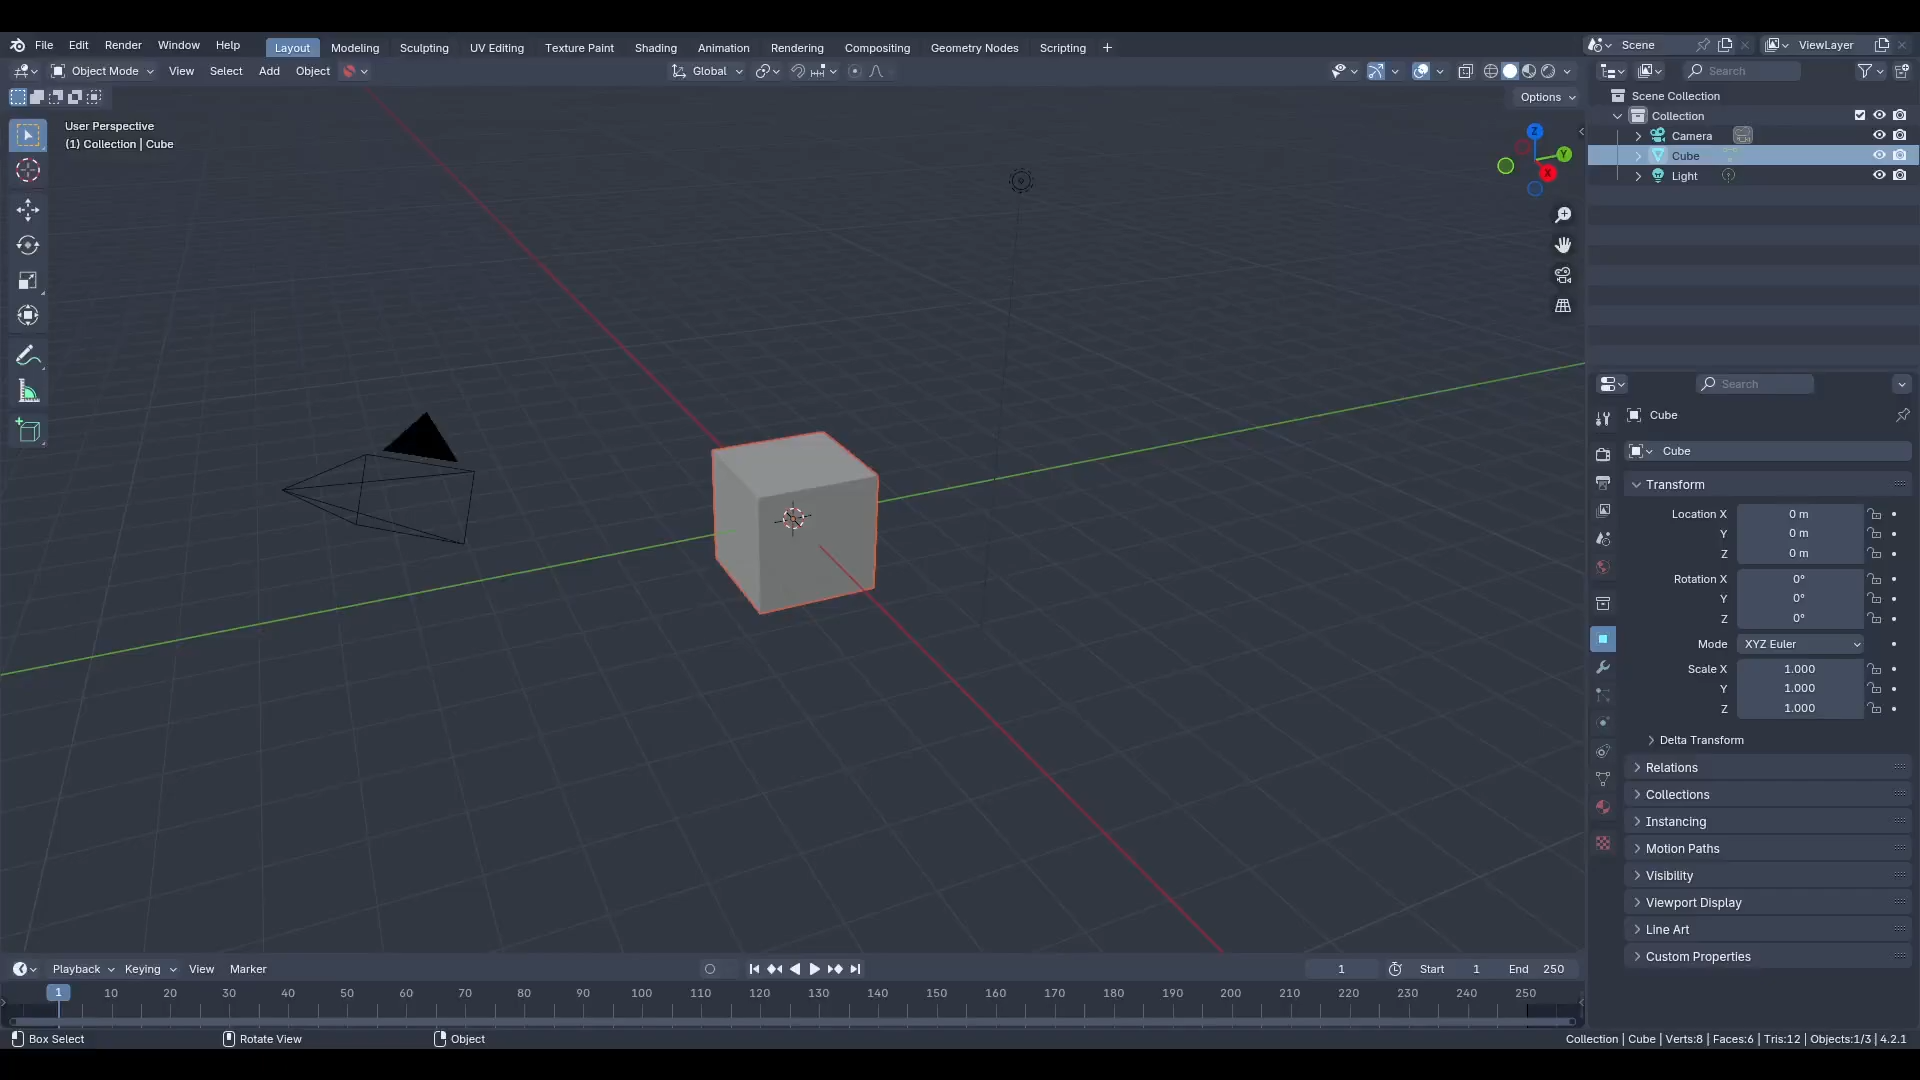 File Edit Render Window Help Layout Modeling Sculpting UV Editing Texture Paint Shading Animation Rendering Compositing Geometry Nodes Scripting + Scene ViewLayer
Object Mode View Select Add Object Global Search
Options
User Perspective
(1) Collection | Cube
Z
Y
X
Scene Collection
Collection
Camera
Cube
Light
Search
Cube
Cube
Transform
Location X 0 m
Y 0 m
Z 0 m
Rotation X 0°
Y 0°
Z 0°
Mode XYZ Euler
Scale X 1.000
Y 1.000
Z 1.000
Delta Transform
Relations
Collections
Instancing
Motion Paths
Visibility
Viewport Display
Line Art
Custom Properties
Playback Keying View Marker 1 Start 1 End 250
1 10 20 30 40 50 60 70 80 90 100 110 120 130 140 150 160 170 180 190 200 210 220 230 240 250
Box Select Rotate View Object Collection | Cube | Verts:8 | Faces:6 | Tris:12 | Objects:1/3 | 4.2.1